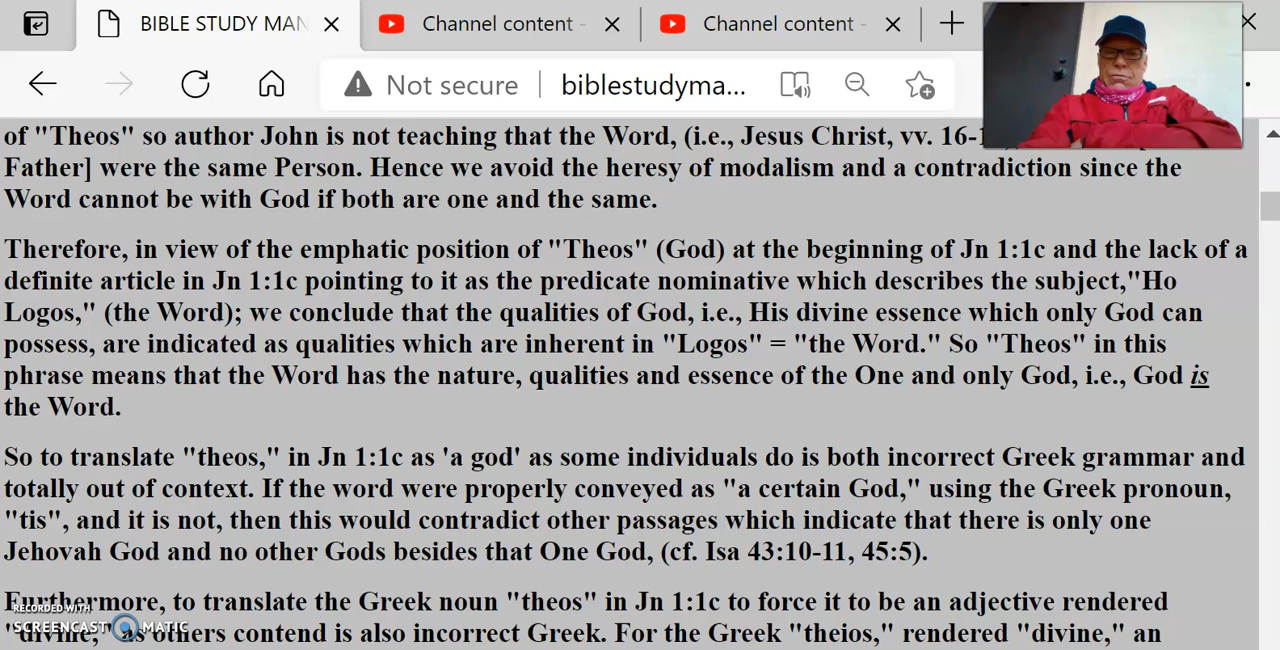 BIBLE STUDY MAN
Channel content -
Channel content -
Not secure
biblestudyma...
of "Theos" so author John is not teaching that the Word, (i.e., Jesus Christ, vv. 16-1
Father] were the same Person. Hence we avoid the heresy of modalism and a contradiction since the
Word cannot be with God if both are one and the same.
Therefore, in view of the emphatic position of "Theos" (God) at the beginning of Jn 1:1c and the lack of a
definite article in Jn 1:1c pointing to it as the predicate nominative which describes the subject,"Ho
Logos," (the Word); we conclude that the qualities of God, i.e., His divine essence which only God can
possess, are indicated as qualities which are inherent in "Logos" = "the Word." So "Theos" in this
phrase means that the Word has the nature, qualities and essence of the One and only God, i.e., God is
the Word.
So to translate "theos," in Jn 1:1c as 'a god' as some individuals do is both incorrect Greek grammar and
totally out of context. If the word were properly conveyed as "a certain God," using the Greek pronoun,
"tis", and it is not, then this would contradict other passages which indicate that there is only one
Jehovah God and no other Gods besides that One God, (cf. Isa 43:10-11, 45:5).
Furthermore, to translate the Greek noun "theos" in Jn 1:1c to force it to be an adjective rendered
"divine," as others contend is also incorrect Greek. For the Greek "theios," rendered "divine," an
RECORDED WITH
SCREENCAST MATIC